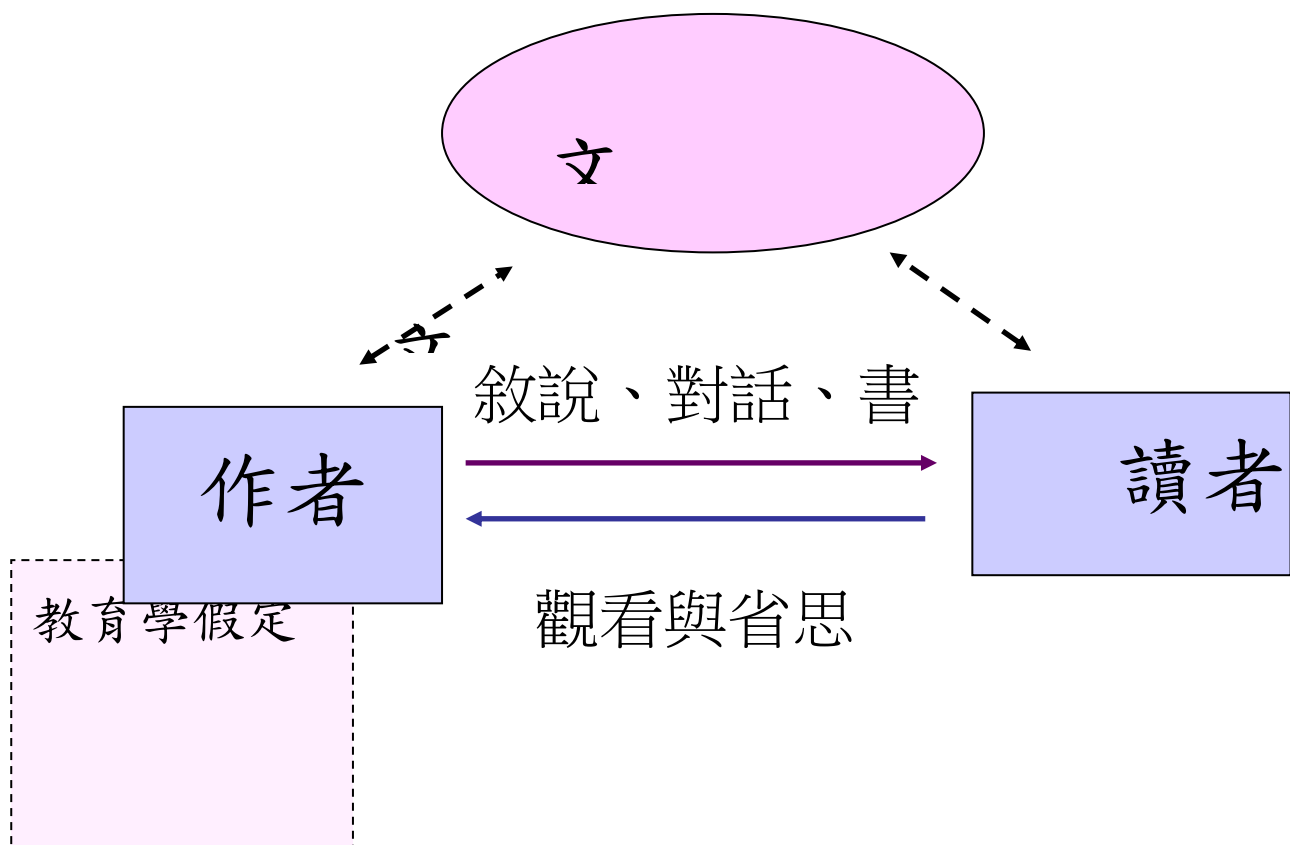 文
敘說、對話、書
作者
讀者
教育學假定
觀看與省思